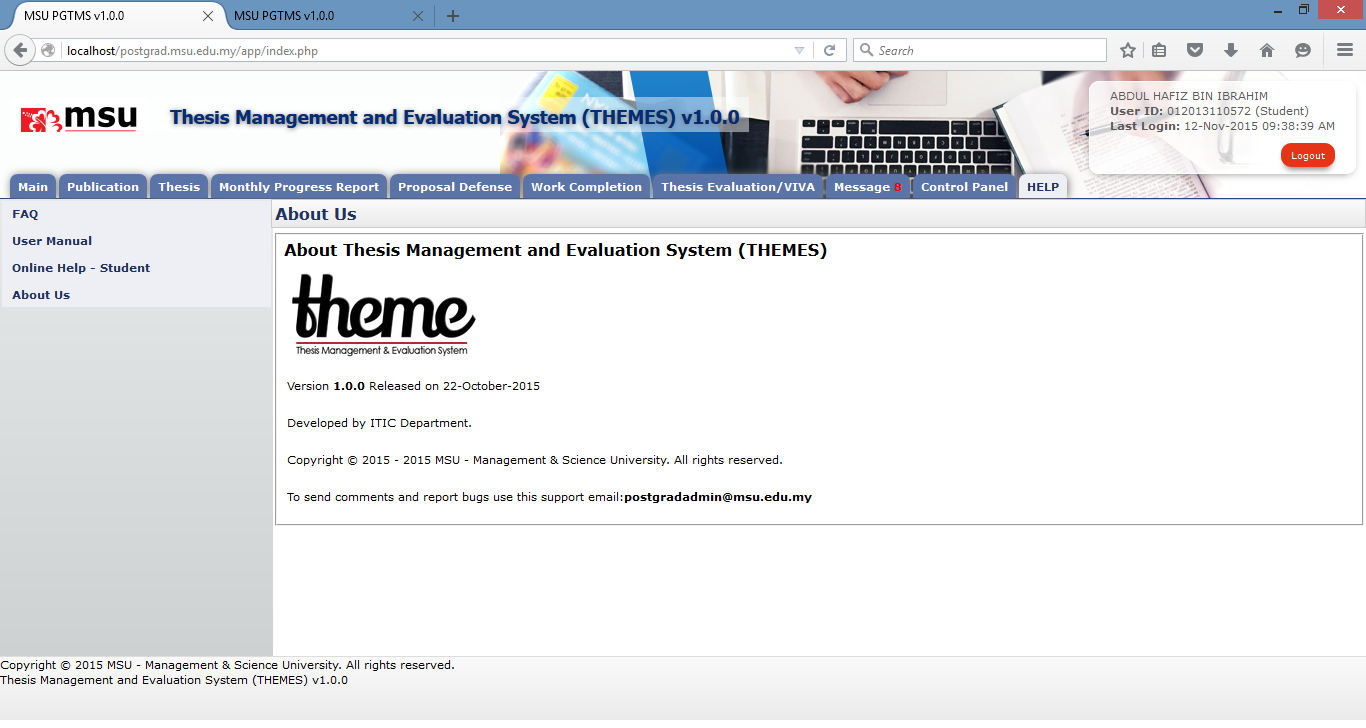 MSU PGTMS v1.0.0
MSU PGTMS v1.0.0
localhost/postgrad.msu.edu.my/app/index.php
Search
msu
Thesis Management and Evaluation System (THEMES) v1.0.0
ABDUL HAFIZ BIN IBRAHIM
User ID: 012013110572 (Student)
Last Login: 12-Nov-2015 09:38:39 AM
Logout
Main Publication Thesis Monthly Progress Report Proposal Defense Work Completion Thesis Evaluation/VIVA Message 8 Control Panel HELP
FAQ
User Manual
Online Help - Student
About Us
About Us
About Thesis Management and Evaluation System (THEMES)
theme
Thesis Management & Evaluation System
Version 1.0.0 Released on 22-October-2015
Developed by ITIC Department.
Copyright © 2015 - 2015 MSU - Management & Science University. All rights reserved.
To send comments and report bugs use this support email:postgradadmin@msu.edu.my
Copyright © 2015 MSU - Management & Science University. All rights reserved.
Thesis Management and Evaluation System (THEMES) v1.0.0